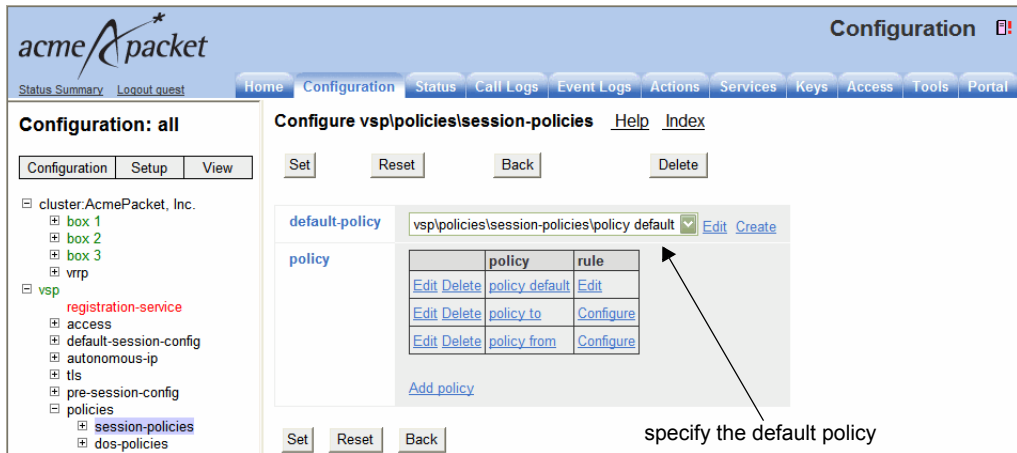 acme packet
Configuration
Status Summary Logout guest
Home Configuration Status Call Logs Event Logs Actions Services Keys Access Tools Portal
Configuration: all
Configuration Setup View
cluster:AcmePacket, Inc.
box 1
box 2
box 3
vrrp
vsp
registration-service
access
default-session-config
autonomous-ip
tls
pre-session-config
policies
session-policies
dos-policies
Configure vsp\policies\session-policies Help Index
Set Reset Back Delete
default-policy vsp\policies\session-policies\policy default Edit Create
policy
policy rule
Edit Delete policy default Edit
Edit Delete policy to Configure
Edit Delete policy from Configure
Add policy
Set Reset Back
specify the default policy